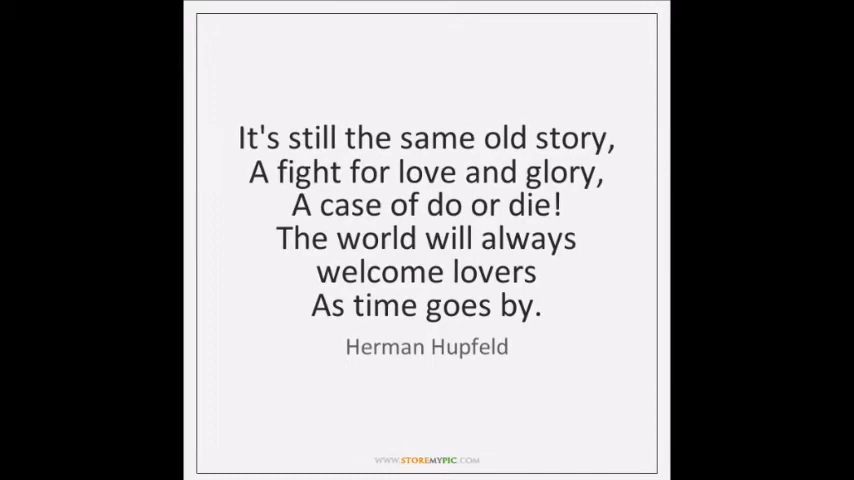 It's still the same old story,
A fight for love and glory,
A case of do or die!
The world will always
welcome lovers
As time goes by.
Herman Hupfeld
WWW.STOREMYPIC.COM